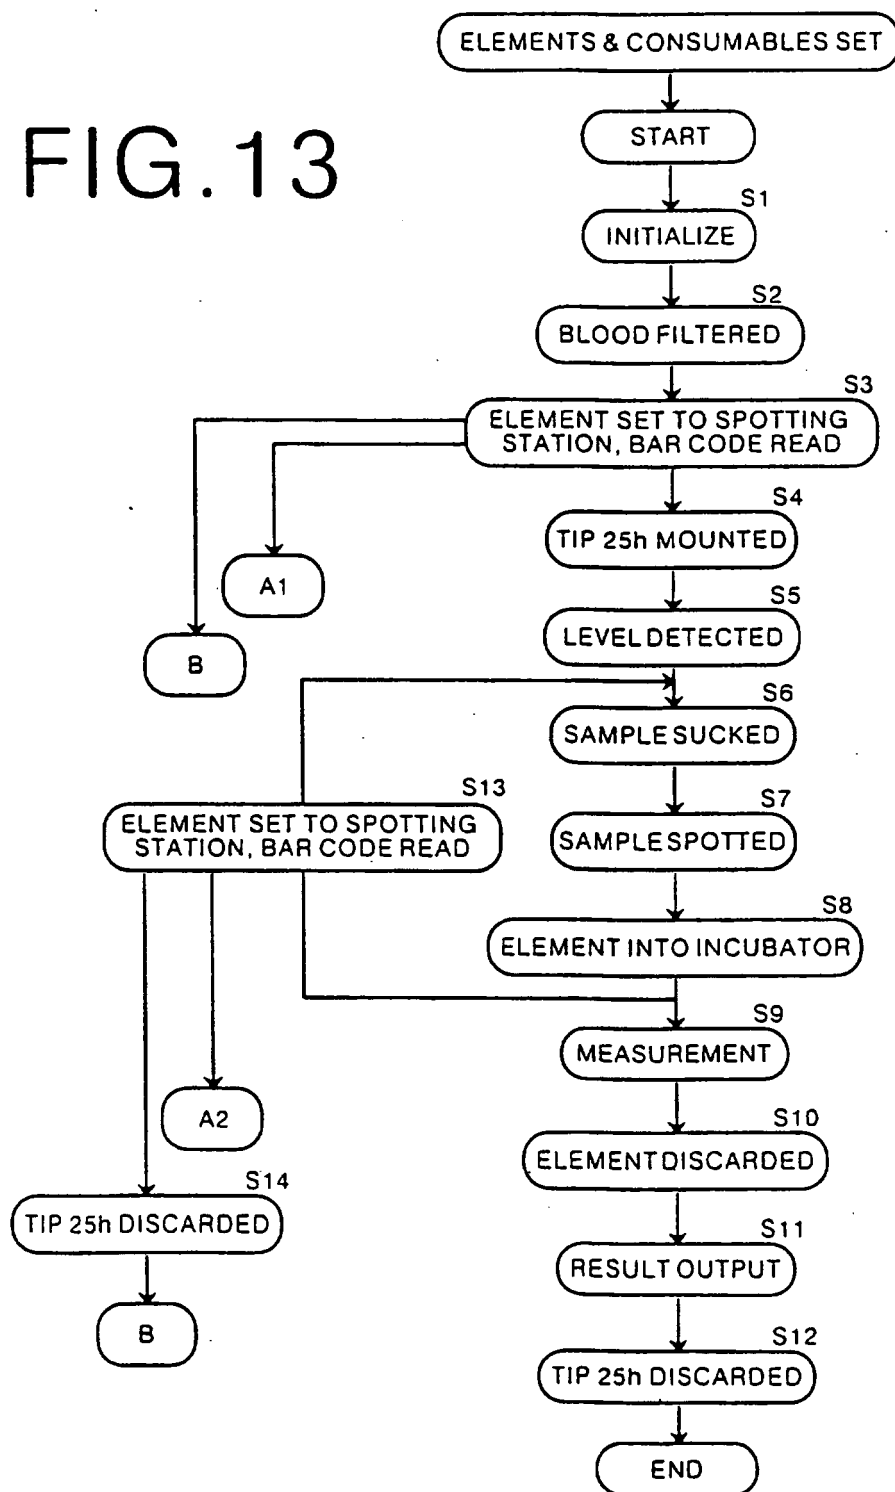 ELEMENTS & CONSUMABLES SET
FIG.13
START
S1
INITIALIZE
S2
BLOOD FILTERED
S3
ELEMENT SET TO SPOTTING
STATION, BAR CODE READ
S4
TIP 25h MOUNTED
A1
S5
LEVEL DETECTED
B
S6
SAMPLE SUCKED
S13
ELEMENT SET TO SPOTTING
STATION, BAR CODE READ
S7
SAMPLE SPOTTED
S8
ELEMENT INTO INCUBATOR
S9
MEASUREMENT
A2
S10
ELEMENT DISCARDED
S14
TIP 25h DISCARDED
S11
RESULT OUTPUT
B
S12
TIP 25h DISCARDED
END